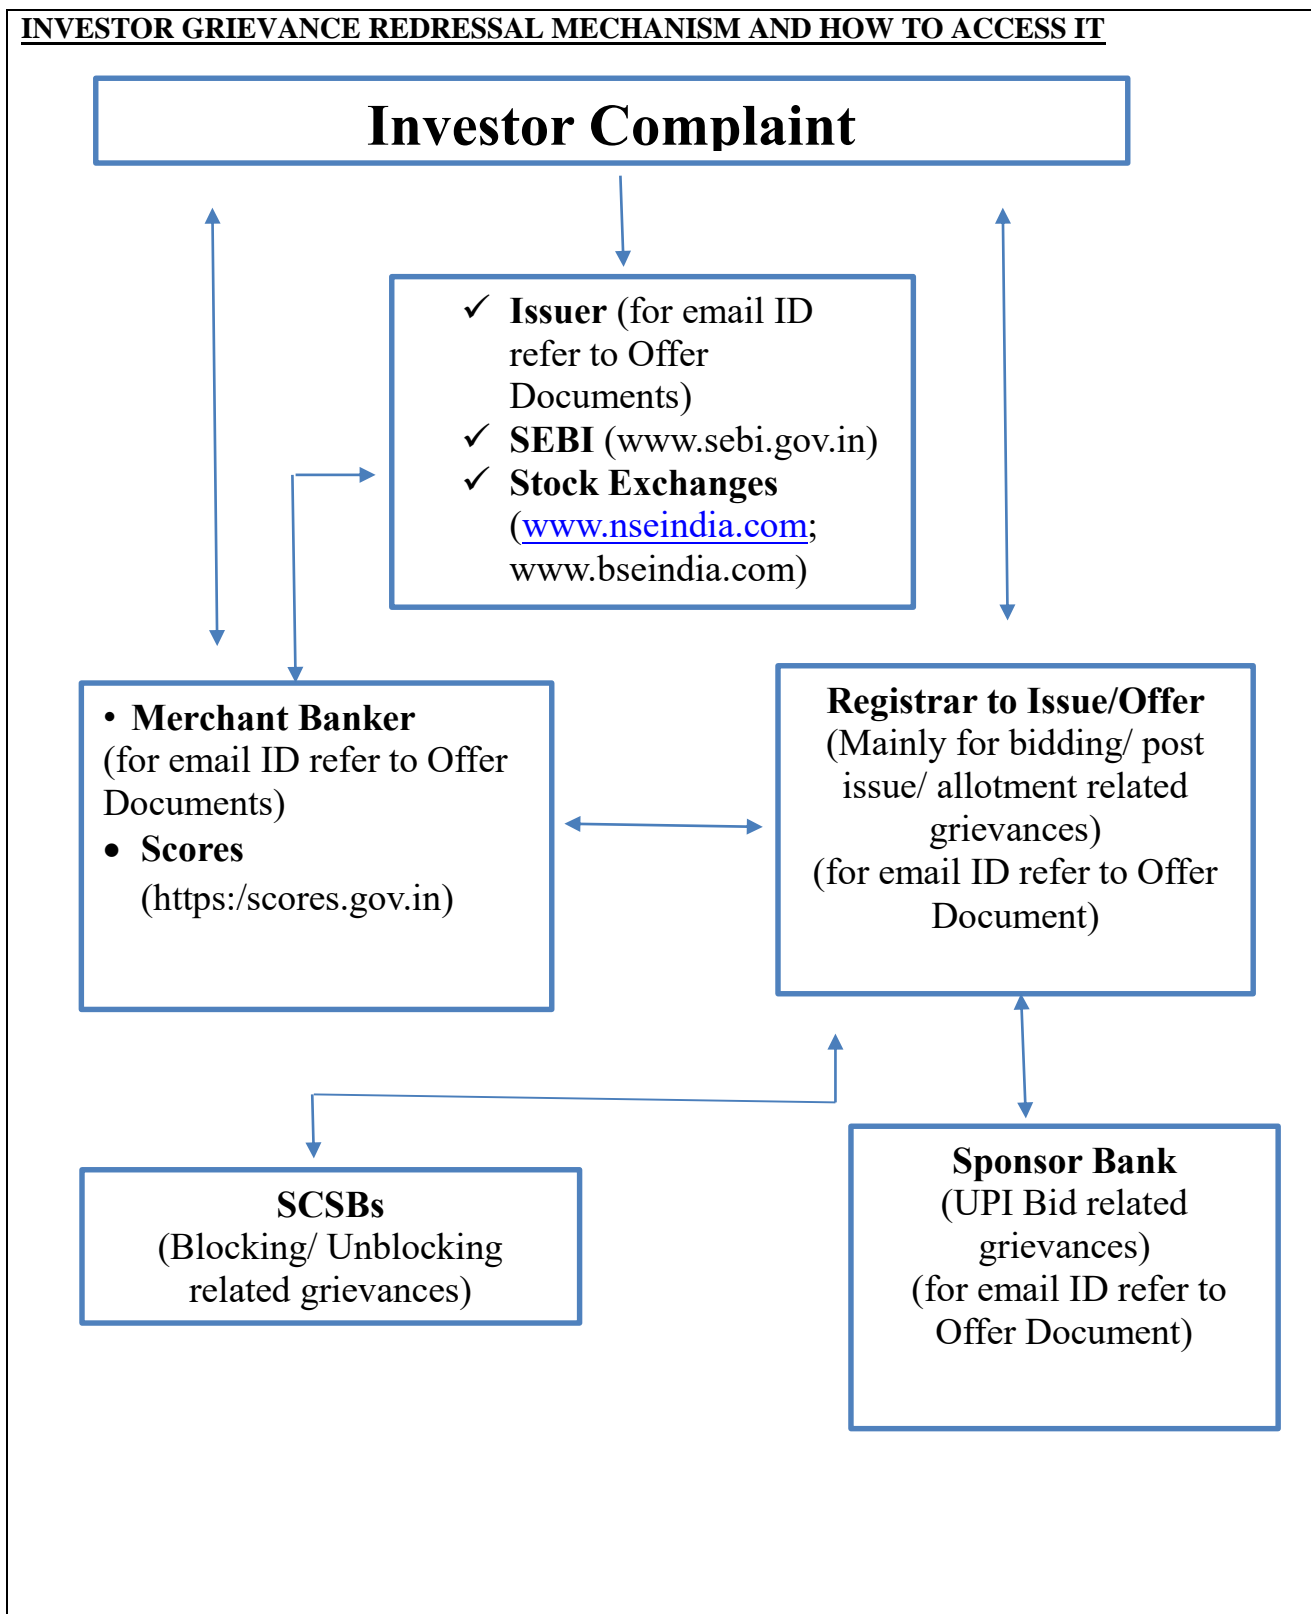 INVESTOR GRIEVANCE REDRESSAL MECHANISM AND HOW TO ACCESS IT
Investor Complaint
✓ Issuer (for email ID
refer to Offer
Documents)
✓ SEBI (www.sebi.gov.in)
✓ Stock Exchanges
(www.nseindia.com;
www.bseindia.com)
• Merchant Banker
(for email ID refer to Offer
Documents)
• Scores
(https:/scores.gov.in)
Registrar to Issue/Offer
(Mainly for bidding/ post
issue/ allotment related
grievances)
(for email ID refer to Offer
Document)
SCSBs
(Blocking/ Unblocking
related grievances)
Sponsor Bank
(UPI Bid related
grievances)
(for email ID refer to
Offer Document)